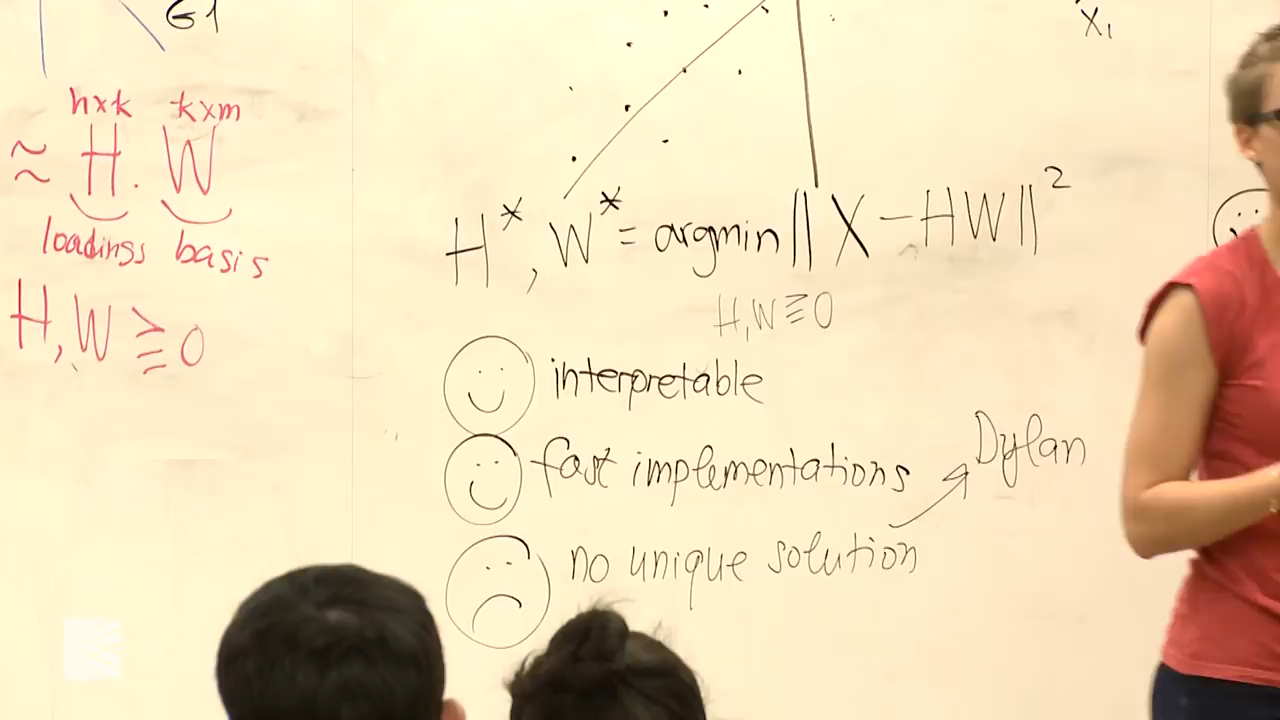 G1
X₁
n×k k×m
≈ H . W
loadings basis
H, W ≧ 0
H*, W* = argmin ‖X − HW‖²
H, W ≧ 0
interpretable
fast implementations
Dylan
no unique solution